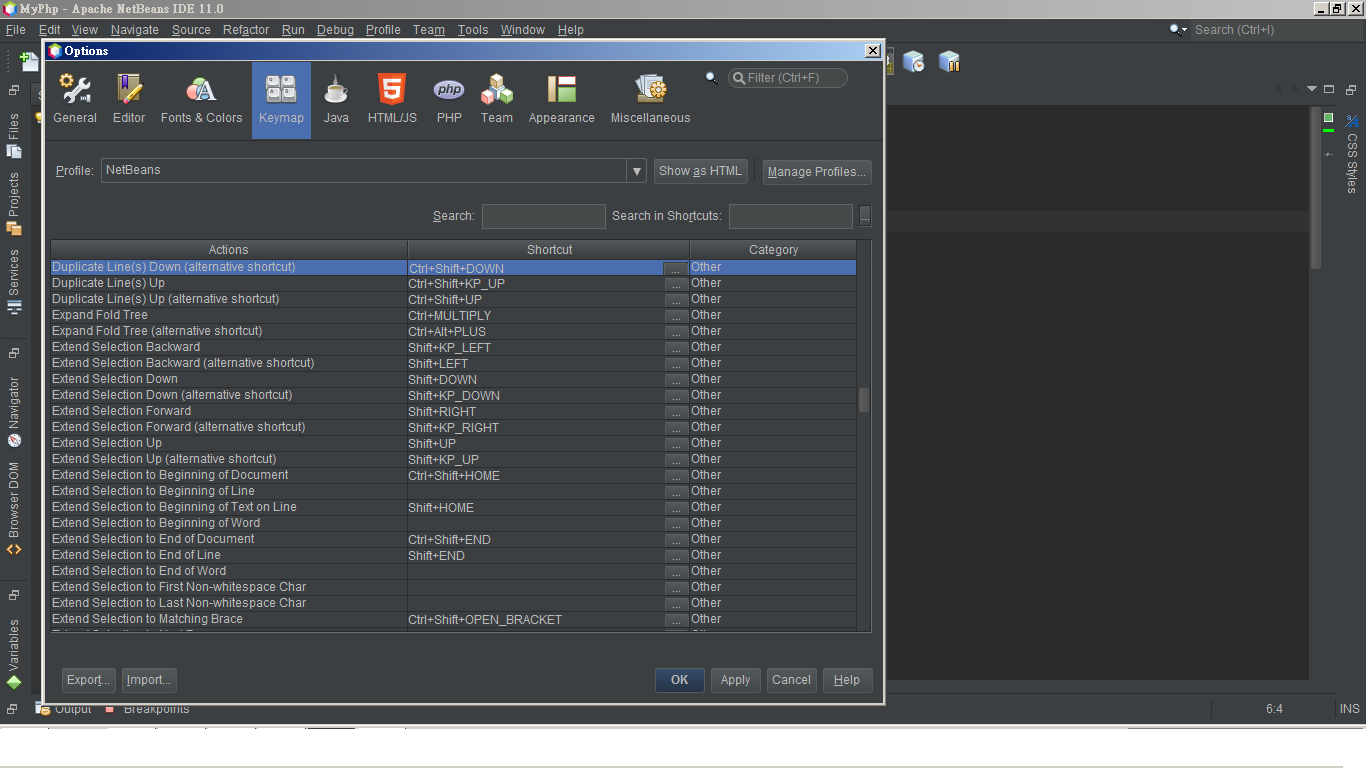 MyPhp - Apache NetBeans IDE 11.0
File Edit View Navigate Source Refactor Run Debug Profile Team Tools Window Help
Search (Ctrl+I)
Options
General Editor Fonts & Colors Keymap Java HTML/JS PHP Team Appearance Miscellaneous
php
Filter (Ctrl+F)
Profile: NetBeans Show as HTML Manage Profiles...
Search: Search in Shortcuts: ...
Actions Shortcut Category
Duplicate Line(s) Down (alternative shortcut) Ctrl+Shift+DOWN ... Other
Duplicate Line(s) Up Ctrl+Shift+KP_UP ... Other
Duplicate Line(s) Up (alternative shortcut) Ctrl+Shift+UP ... Other
Expand Fold Tree Ctrl+MULTIPLY ... Other
Expand Fold Tree (alternative shortcut) Ctrl+Alt+PLUS ... Other
Extend Selection Backward Shift+KP_LEFT ... Other
Extend Selection Backward (alternative shortcut) Shift+LEFT ... Other
Extend Selection Down Shift+DOWN ... Other
Extend Selection Down (alternative shortcut) Shift+KP_DOWN ... Other
Extend Selection Forward Shift+RIGHT ... Other
Extend Selection Forward (alternative shortcut) Shift+KP_RIGHT ... Other
Extend Selection Up Shift+UP ... Other
Extend Selection Up (alternative shortcut) Shift+KP_UP ... Other
Extend Selection to Beginning of Document Ctrl+Shift+HOME ... Other
Extend Selection to Beginning of Line ... Other
Extend Selection to Beginning of Text on Line Shift+HOME ... Other
Extend Selection to Beginning of Word ... Other
Extend Selection to End of Document Ctrl+Shift+END ... Other
Extend Selection to End of Line Shift+END ... Other
Extend Selection to End of Word ... Other
Extend Selection to First Non-whitespace Char ... Other
Extend Selection to Last Non-whitespace Char ... Other
Extend Selection to Matching Brace Ctrl+Shift+OPEN_BRACKET ... Other
Export... Import... OK Apply Cancel Help
Files
Projects
Services
Navigator
Browser DOM
Variables
CSS Styles
Output Breakpoints
6:4 INS